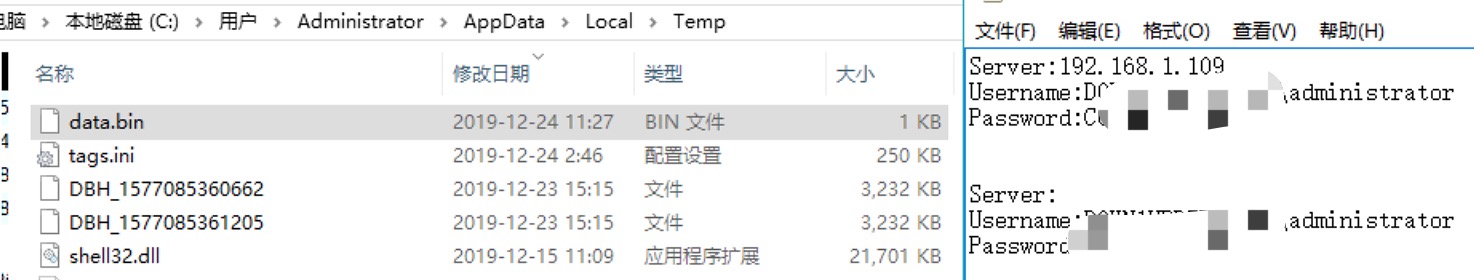 电脑 > 本地磁盘 (C:) > 用户 > Administrator > AppData > Local > Temp
名称 修改日期 类型 大小
data.bin 2019-12-24 11:27 BIN 文件 1 KB
tags.ini 2019-12-24 2:46 配置设置 250 KB
DBH_1577085360662 2019-12-23 15:15 文件 3,232 KB
DBH_1577085361205 2019-12-23 15:15 文件 3,232 KB
shell32.dll 2019-12-15 11:09 应用程序扩展 21,701 KB
文件(F) 编辑(E) 格式(O) 查看(V) 帮助(H)
Server:192.168.1.109
Username: \administrator
Password:
Server:
Username: \administrator
Password